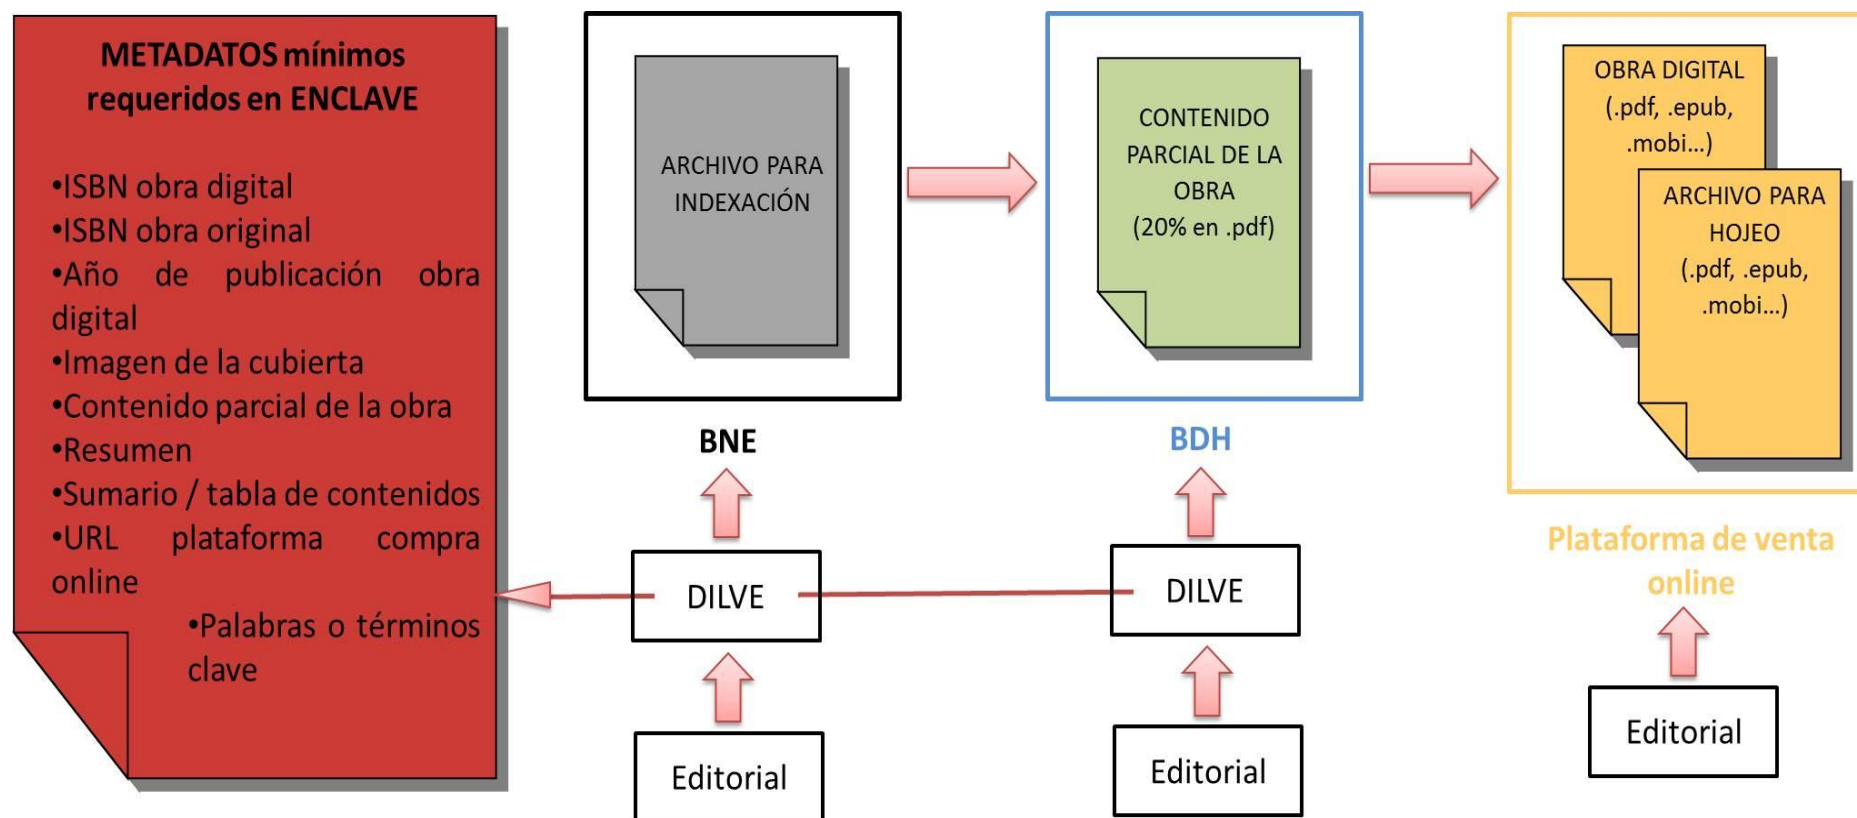 METADATOS mínimos
requeridos en ENCLAVE
•ISBN obra digital
•ISBN obra original
•Año de publicación obra
digital
•Imagen de la cubierta
•Contenido parcial de la obra
•Resumen
•Sumario / tabla de contenidos
•URL plataforma compra
online
•Palabras o términos
clave
ARCHIVO PARA
INDEXACIÓN
BNE
DILVE
Editorial
CONTENIDO
PARCIAL DE LA
OBRA
(20% en .pdf)
BDH
DILVE
Editorial
OBRA DIGITAL
(.pdf, .epub,
.mobi...)
ARCHIVO PARA
HOJEO
(.pdf, .epub,
.mobi...)
Plataforma de venta
online
Editorial